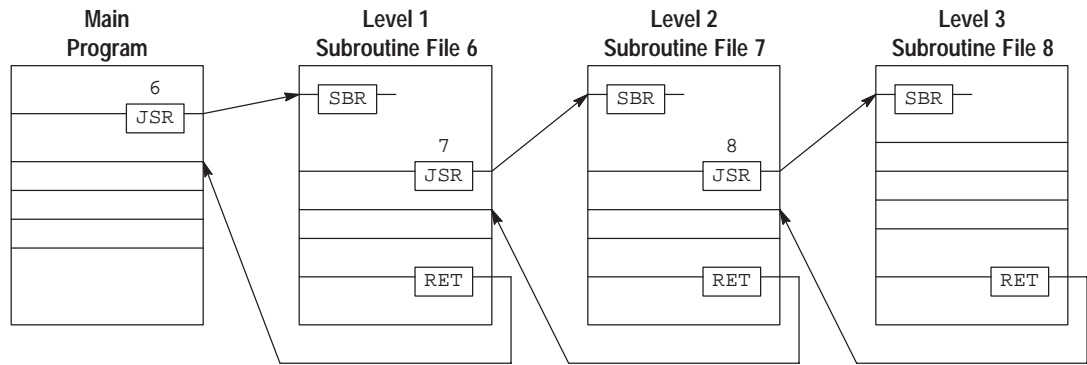 Main
Program
Level 1
Subroutine File 6
Level 2
Subroutine File 7
Level 3
Subroutine File 8
6
JSR
SBR
7
JSR
RET
SBR
8
JSR
RET
SBR
RET